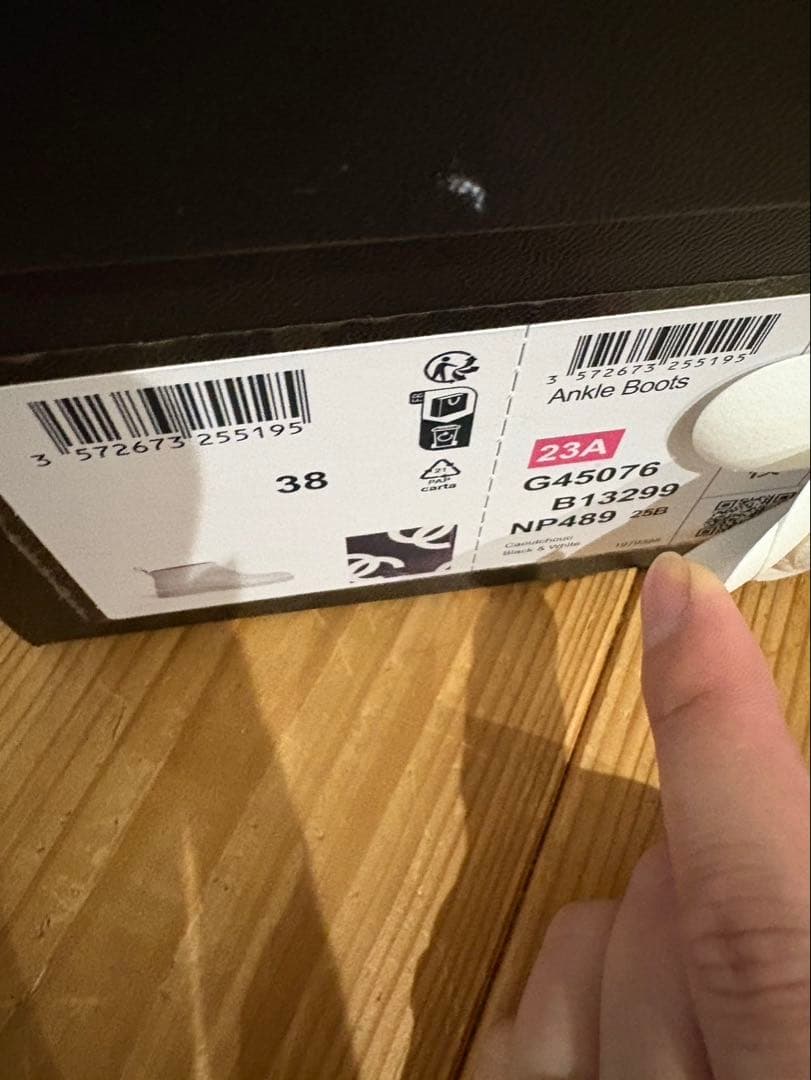 3 572673 255195
38
FR
21
PAP
carta
3 572673 255195
Ankle Boots
23A
G45076
B13299
NP489 25B
Caoutchouc
Black & White